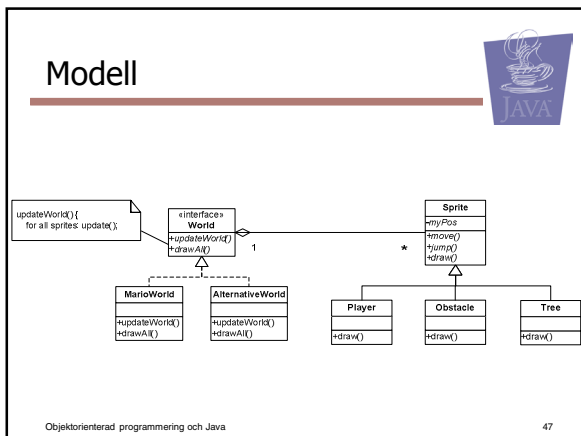 Modell
JAVA
updateWorld() {
for all sprites: update();
«interface»
World
+updateWorld()
+drawAll()
1
*
Sprite
-myPos
+move()
+jump()
+draw()
MarioWorld
+updateWorld()
+drawAll()
AlternativeWorld
+updateWorld()
+drawAll()
Player
+draw()
Obstacle
+draw()
Tree
+draw()
Objektorienterad programmering och Java
47